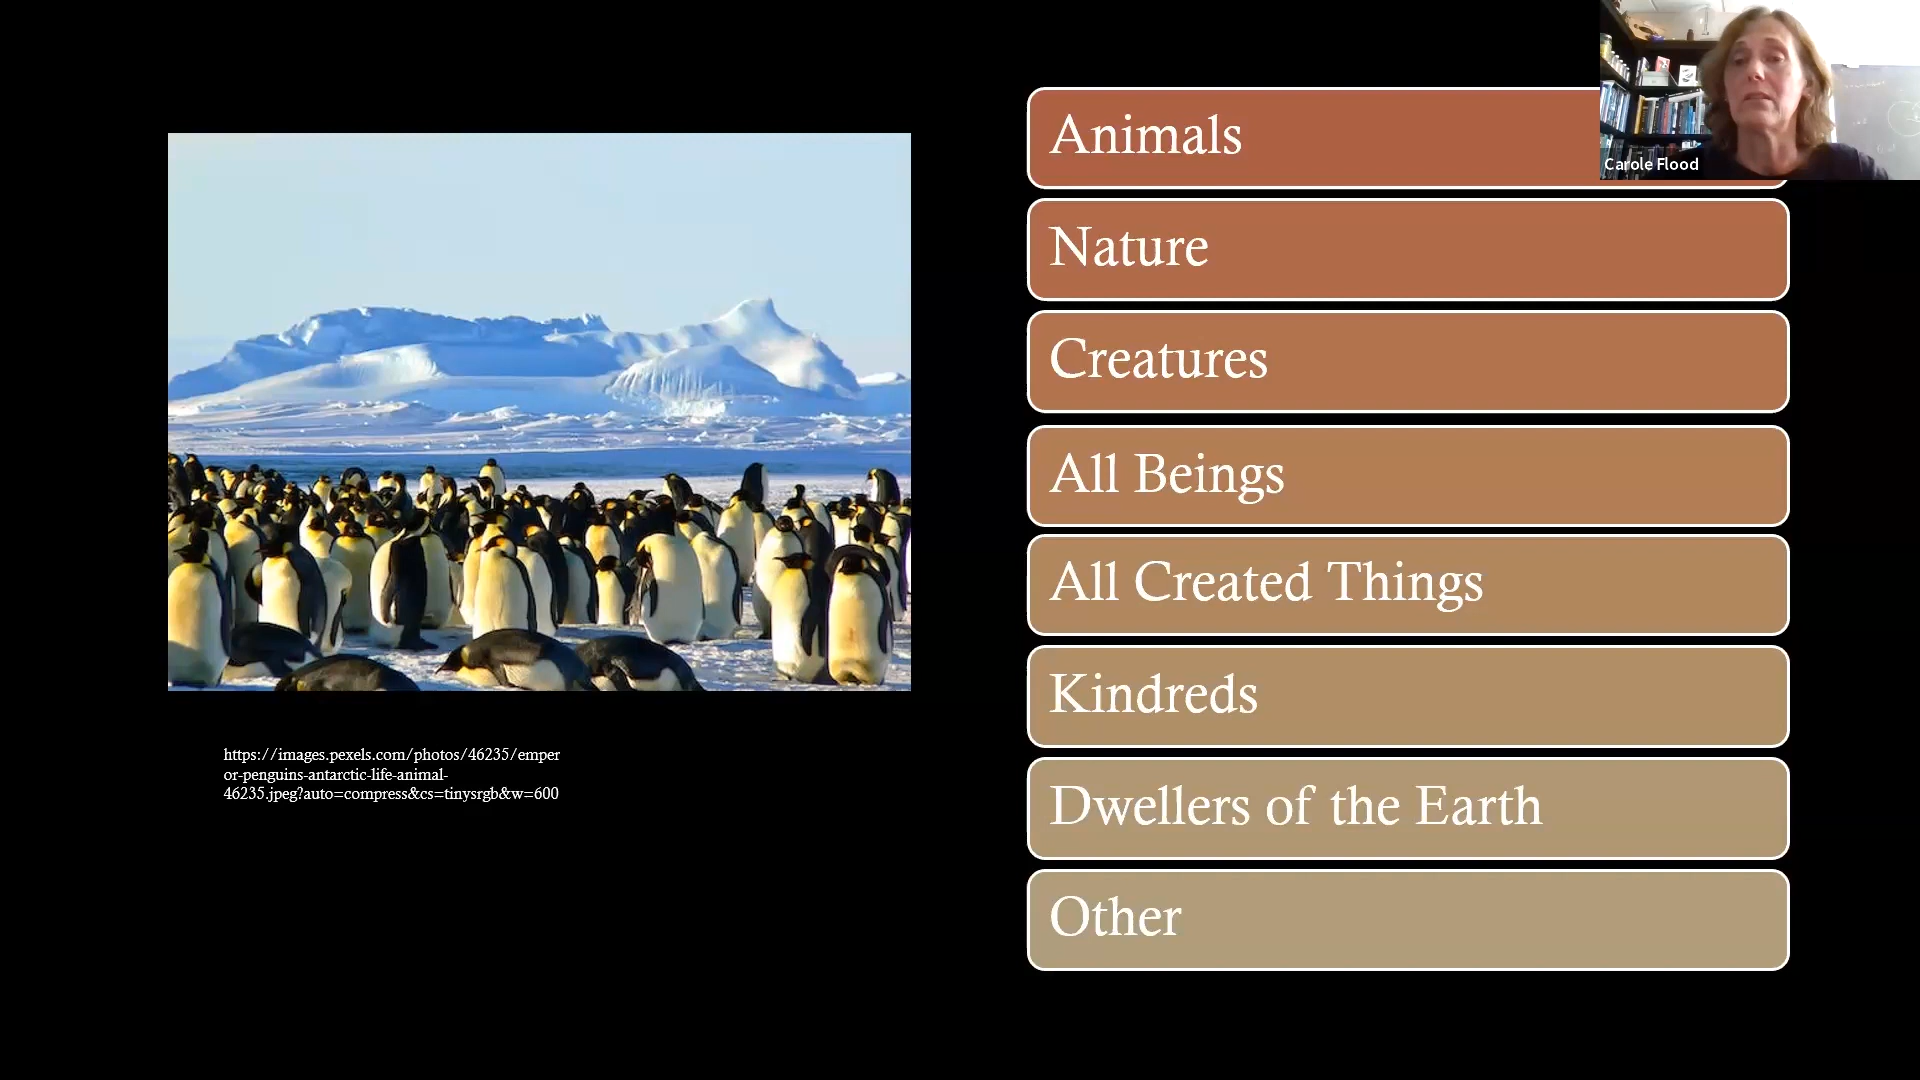 Carole Flood
Animals
Nature
Creatures
All Beings
All Created Things
Kindreds
Dwellers of the Earth
Other
https://images.pexels.com/photos/46235/emper
or-penguins-antarctic-life-animal-
46235.jpeg?auto=compress&cs=tinysrgb&w=600